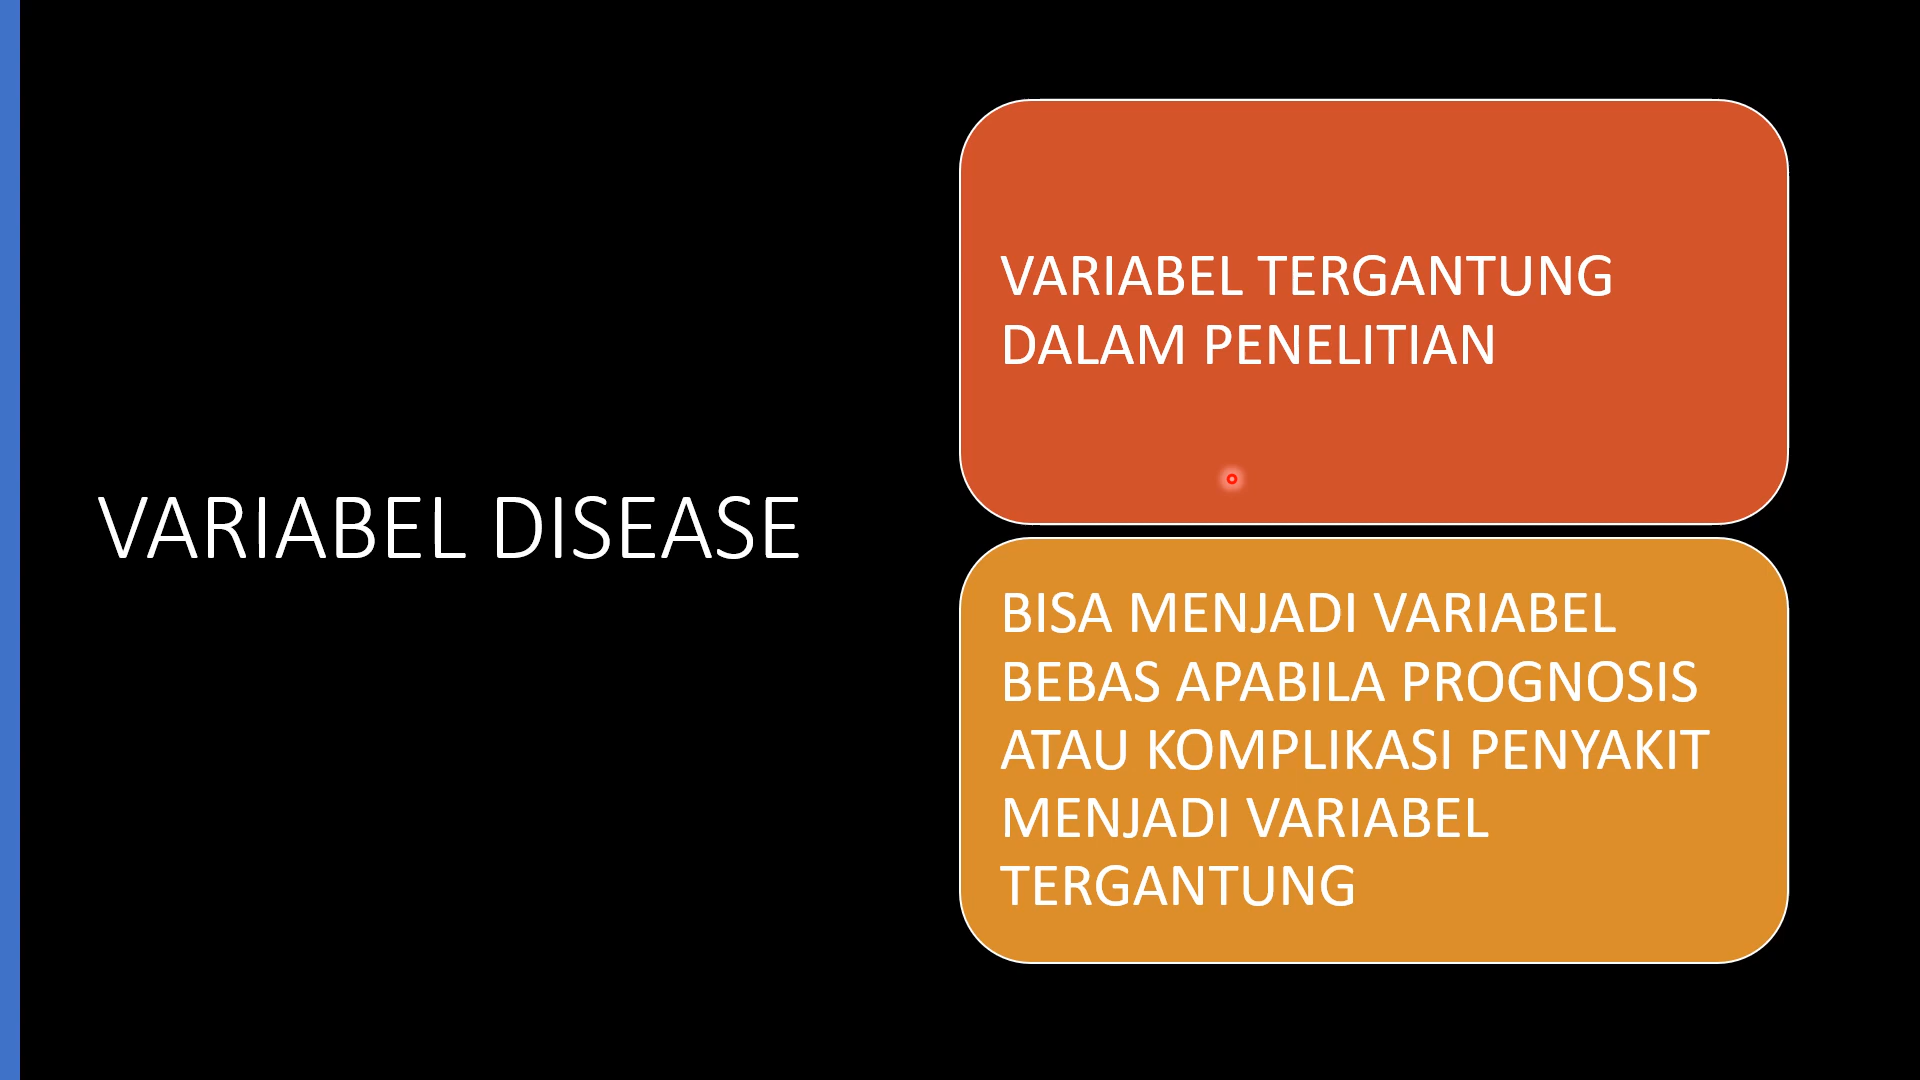 VARIABEL DISEASE
VARIABEL TERGANTUNG
DALAM PENELITIAN
BISA MENJADI VARIABEL
BEBAS APABILA PROGNOSIS
ATAU KOMPLIKASI PENYAKIT
MENJADI VARIABEL
TERGANTUNG